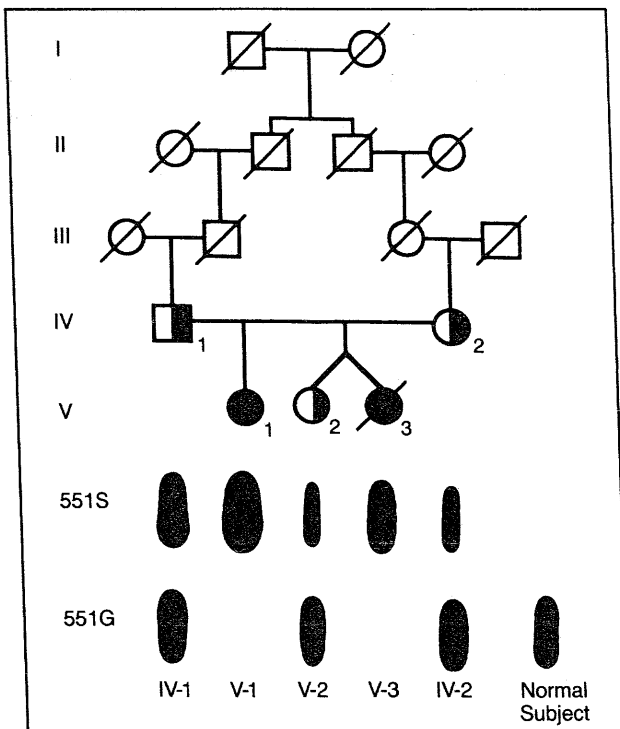 I
II
III
IV
1
2
V
1
2
3
551S
551G
IV-1 V-1 V-2 V-3 IV-2 Normal
Subject